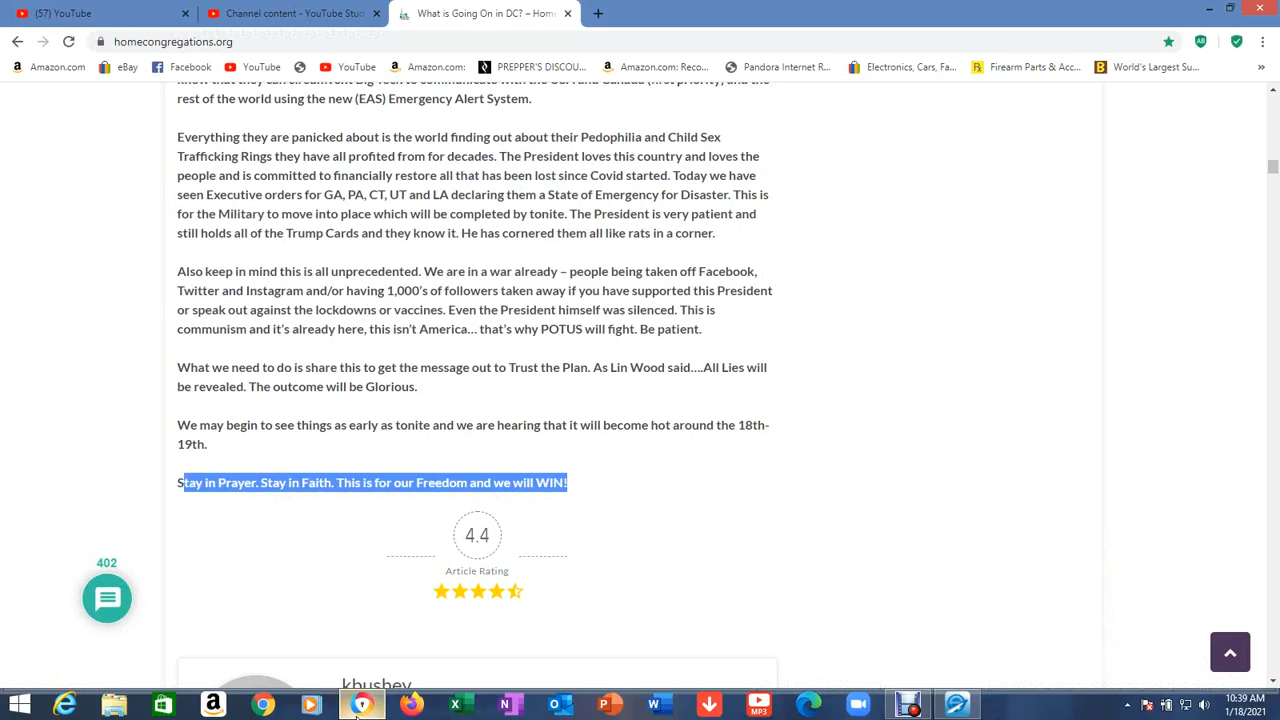 (57) YouTube
Channel content - YouTube Stud
What is Going On in DC? – Home
homecongregations.org
Amazon.com
eBay
Facebook
YouTube
YouTube
Amazon.com:
PREPPER'S DISCOU...
Amazon.com: Reco...
Pandora Internet R...
Electronics, Cars, Fa...
Firearm Parts & Acc...
World's Largest Su...
»
rest of the world using the new (EAS) Emergency Alert System.
Everything they are panicked about is the world finding out about their Pedophilia and Child Sex
Trafficking Rings they have all profited from for decades. The President loves this country and loves the
people and is committed to financially restore all that has been lost since Covid started. Today we have
seen Executive orders for GA, PA, CT, UT and LA declaring them a State of Emergency for Disaster. This is
for the Military to move into place which will be completed by tonite. The President is very patient and
still holds all of the Trump Cards and they know it. He has cornered them all like rats in a corner.
Also keep in mind this is all unprecedented. We are in a war already – people being taken off Facebook,
Twitter and Instagram and/or having 1,000's of followers taken away if you have supported this President
or speak out against the lockdowns or vaccines. Even the President himself was silenced. This is
communism and it's already here, this isn't America… that's why POTUS will fight. Be patient.
What we need to do is share this to get the message out to Trust the Plan. As Lin Wood said….All Lies will
be revealed. The outcome will be Glorious.
We may begin to see things as early as tonite and we are hearing that it will become hot around the 18th-
19th.
Stay in Prayer. Stay in Faith. This is for our Freedom and we will WIN!
4.4
Article Rating
402
kbushey
MP3
10:39 AM
1/18/2021